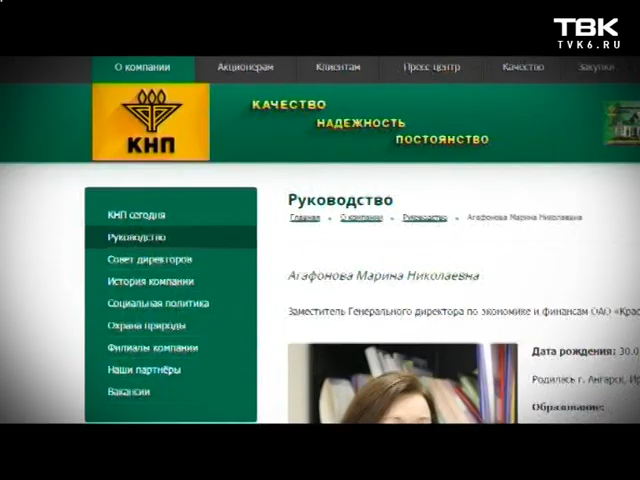 ТВК
TVK6.RU
О компании Акционерам Клиентам Пресс центр Качество Закупки
КАЧЕСТВО
НАДЕЖНОСТЬ
ПОСТОЯНСТВО
КНП
Руководство
Главная О компании Руководство Агафонова Марина Николаевна
КНП сегодня
Руководство
Совет директоров
История компании
Социальная политика
Охрана природы
Филиалы компании
Наши партнёры
Вакансии
Агафонова Марина Николаевна
Заместитель Генерального директора по экономике и финансам ОАО «Крас
Дата рождения: 30.0
Родилась г. Ангарск, Ир
Образование: